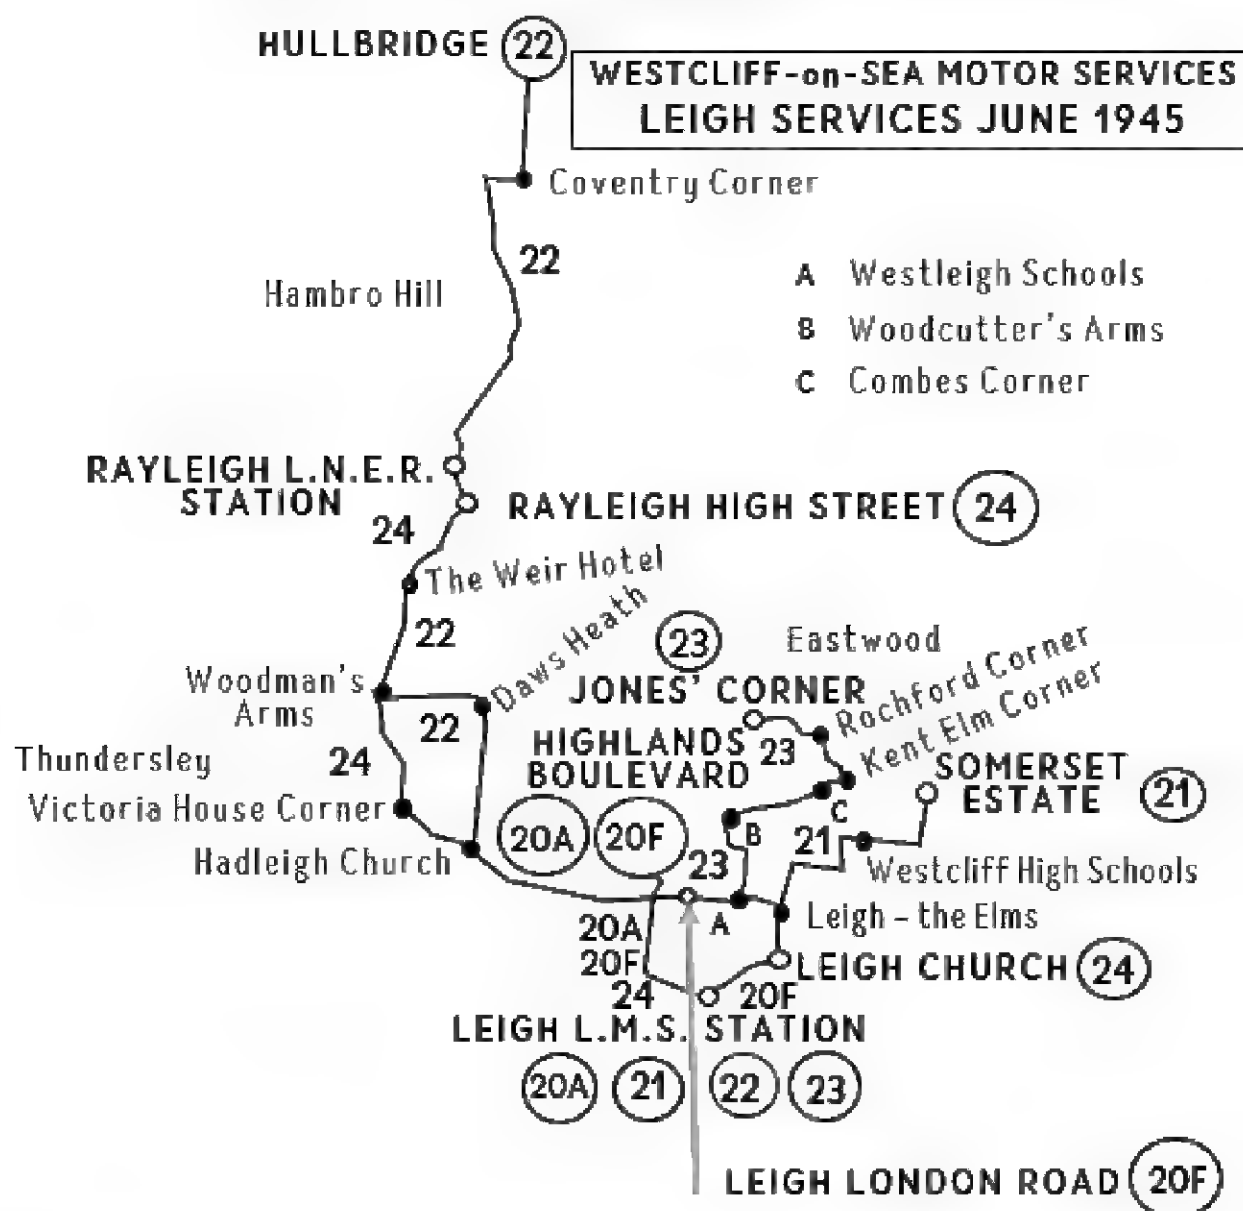 HULLBRIDGE 22
WESTCLIFF-on-SEA MOTOR SERVICES
LEIGH SERVICES JUNE 1945
Coventry Corner
22
Hambro Hill
A Westleigh Schools
B Woodcutter's Arms
C Combes Corner
RAYLEIGH L.N.E.R.
STATION
RAYLEIGH HIGH STREET 24
24
The Weir Hotel
22
Daws Heath
23
JONES' CORNER
Eastwood
Rochford Corner
Kent Elm Corner
Woodman's
Arms
22
24
Thundersley
Victoria House Corner
Hadleigh Church
HIGHLANDS
BOULEVARD
23
20A 20F
SOMERSET
ESTATE 21
C
B
21
23
Westcliff High Schools
A
Leigh - the Elms
20A
20F
24
LEIGH CHURCH 24
20F
LEIGH L.M.S. STATION
20A 21 22 23
LEIGH LONDON ROAD 20F